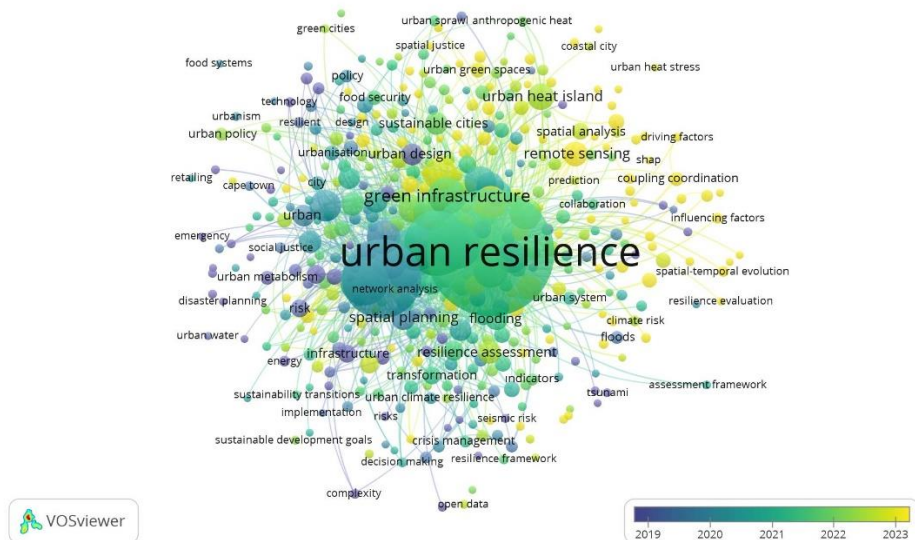 urban sprawl anthropogenic heat
green cities
spatial justice
coastal city
food systems
policy
urban green spaces
urban heat stress
technology
food security
urban heat island
urbanism
resilient
design
sustainable cities
spatial analysis
driving factors
urban policy
urbanisation
urban design
remote sensing
shap
retailing
cape town
city
prediction
coupling coordination
green infrastructure
collaboration
urban
influencing factors
emergency
social justice
urban resilience
urban metabolism
spatial-temporal evolution
disaster planning
network analysis
urban system
resilience evaluation
risk
spatial planning
flooding
climate risk
urban water
floods
energy
infrastructure
resilience assessment
transformation
indicators
assessment framework
sustainability transitions
urban climate resilience
tsunami
implementation
risks
seismic risk
sustainable development goals
crisis management
decision making
resilience framework
complexity
open data
VOSviewer
2019 2020 2021 2022 2023